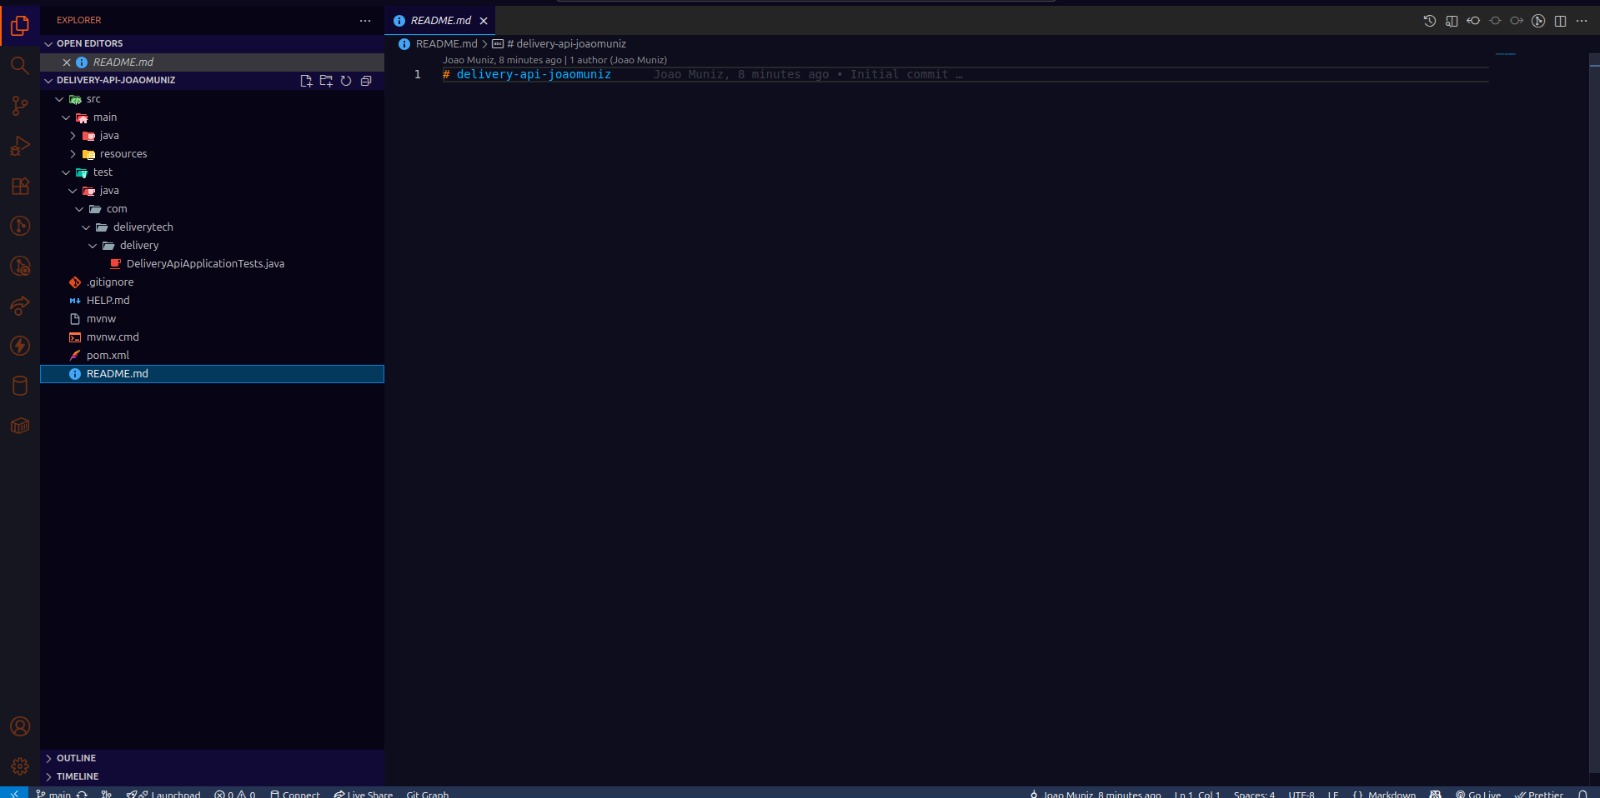 EXPLORER
OPEN EDITORS
README.md
DELIVERY-API-JOAOMUNIZ
src
main
java
resources
test
java
com
deliverytech
delivery
DeliveryApiApplicationTests.java
.gitignore
HELP.md
mvnw
mvnw.cmd
pom.xml
README.md
OUTLINE
TIMELINE
README.md
README.md > # delivery-api-joaomuniz
Joao Muniz, 8 minutes ago | 1 author (Joao Muniz)
1 # delivery-api-joaomuniz Joao Muniz, 8 minutes ago • Initial commit …
main Launchpad 0 0 Connect Live Share Git Graph Joao Muniz, 8 minutes ago Ln 1, Col 1 Spaces: 4 UTF-8 LF {} Markdown Go Live Prettier